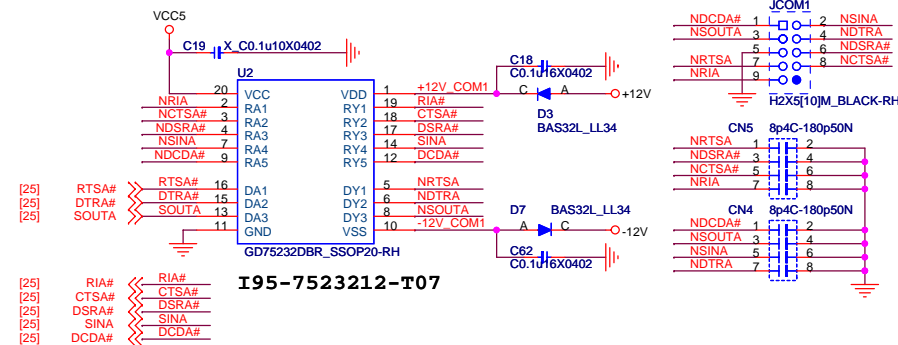 VCC5
C19 X_C0.1u10X0402
U2
20 VCC VDD 1 +12V_COM1
NRIA 2 RA1 RY1 19 RIA#
NCTSA# 3 RA2 RY2 18 CTSA#
NDSRA# 4 RA3 RY3 17 DSRA#
NSINA 7 RA4 RY4 14 SINA
NDCDA# 9 RA5 RY5 12 DCDA#
[25] RTSA# RTSA# 16 DA1 DY1 5 NRTSA
[25] DTRA# DTRA# 15 DA2 DY2 6 NDTRA
[25] SOUTA SOUTA 13 DA3 DY3 8 NSOUTA
11 GND VSS 10 -12V_COM1
GD75232DBR_SSOP20-RH
I95-7523212-T07
[25] RIA# RIA#
[25] CTSA# CTSA#
[25] DSRA# DSRA#
[25] SINA SINA
[25] DCDA# DCDA#
C18
C0.1u16X0402
C A +12V
D3
BAS32L_LL34
D7 BAS32L_LL34
A C -12V
C62
C0.1u16X0402
JCOM1
NDCDA# 1 2 NSINA
NSOUTA 3 4 NDTRA
5 6 NDSRA#
NRTSA 7 8 NCTSA#
NRIA 9
H2X5[10]M_BLACK-RH
CN5 8p4C-180p50N
NRTSA 1 2
NDSRA# 3 4
NCTSA# 5 6
NRIA 7 8
CN4 8p4C-180p50N
NDCDA# 1 2
NSOUTA 3 4
NSINA 5 6
NDTRA 7 8